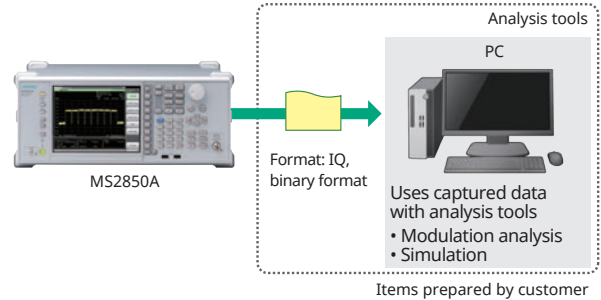 Analysis tools
PC
MS2850A
Format: IQ,
binary format
Uses captured data
with analysis tools
• Modulation analysis
• Simulation
Items prepared by customer